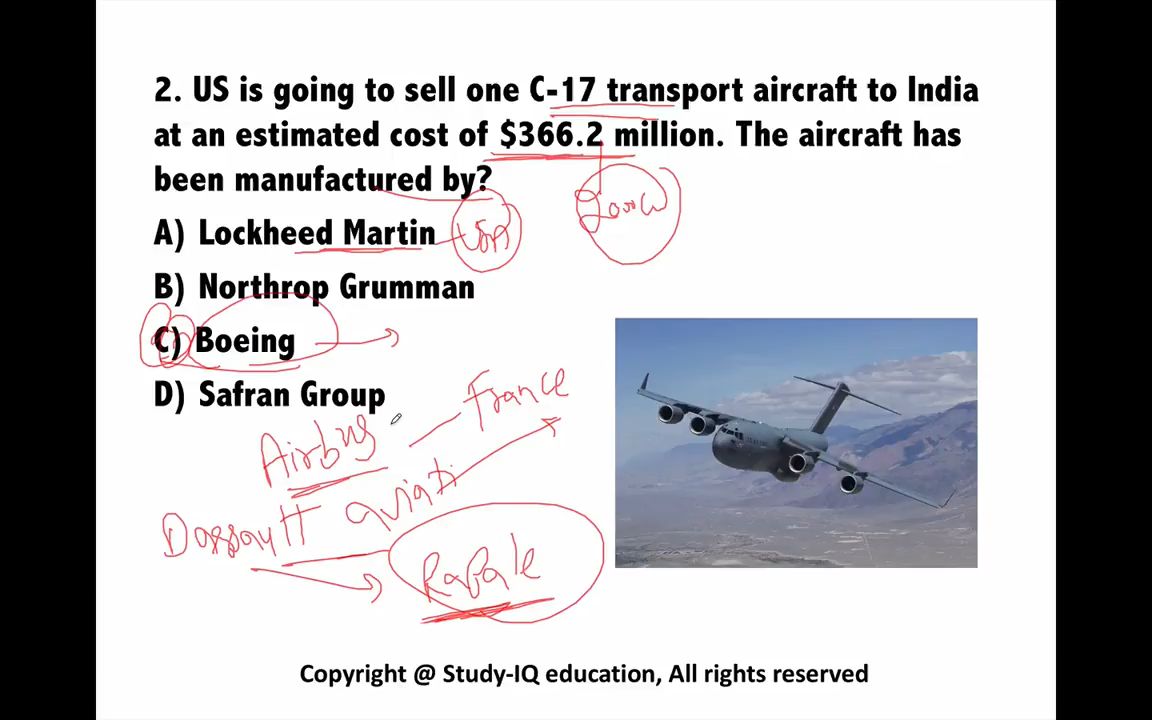 2. US is going to sell one C-17 transport aircraft to India
at an estimated cost of $366.2 million. The aircraft has
been manufactured by?
A) Lockheed Martin USA
B) Northrop Grumman
C) Boeing
D) Safran Group
Airbus France
Dassault aviati
Rafale
Copyright @ Study-IQ education, All rights reserved